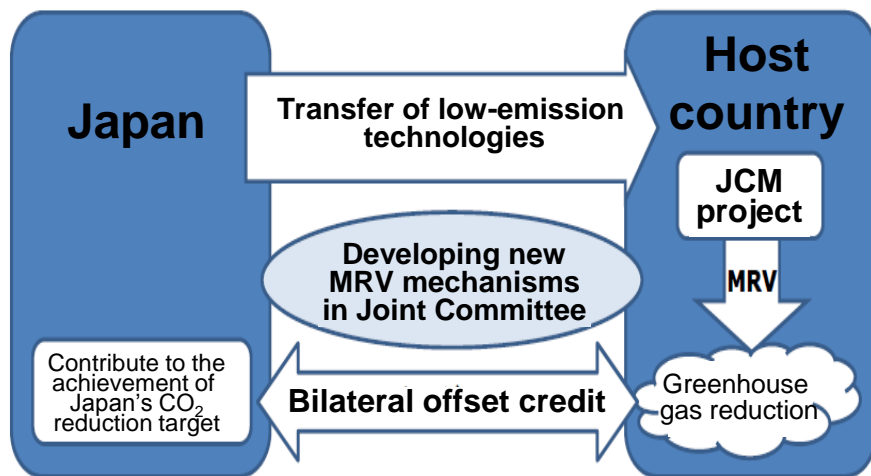 Japan
Transfer of low-emission
technologies
Host
country
JCM
project
MRV
Developing new
MRV mechanisms
in Joint Committee
Contribute to the
achievement of
Japan's CO₂
reduction target
Bilateral offset credit
Greenhouse
gas reduction